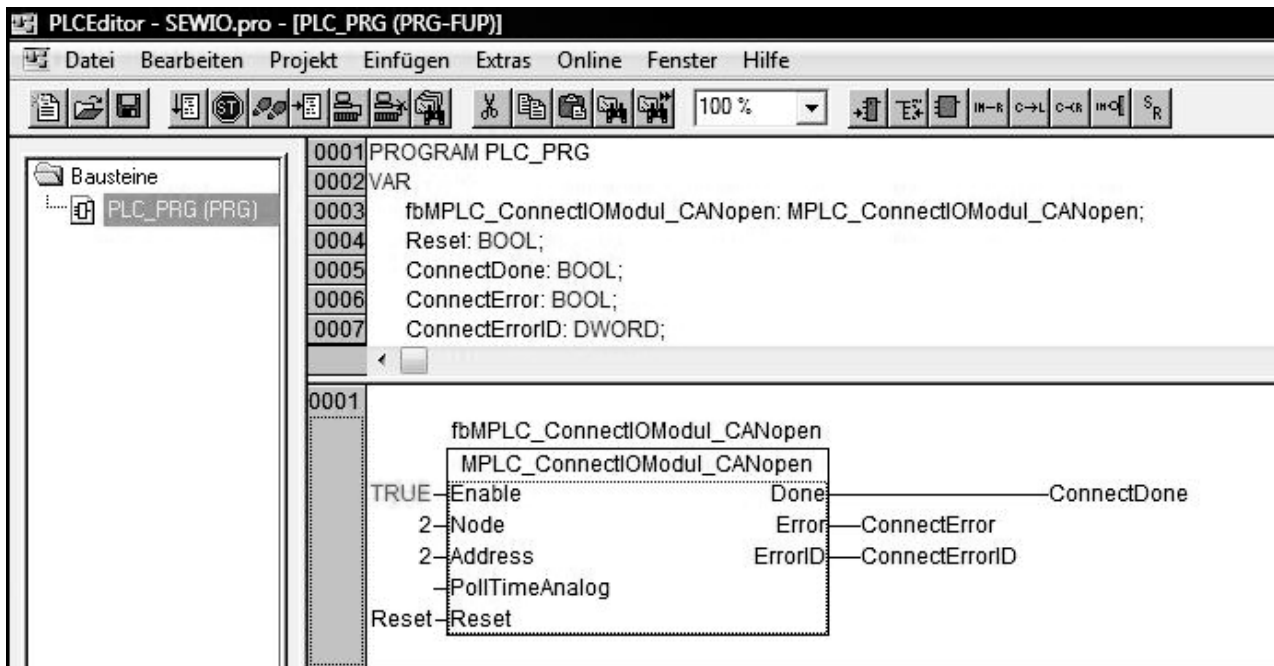 PLCEditor - SEWIO.pro - [PLC_PRG (PRG-FUP)]
Datei Bearbeiten Projekt Einfügen Extras Online Fenster Hilfe
100 %
Bausteine
PLC_PRG (PRG)
0001 PROGRAM PLC_PRG
0002 VAR
0003 fbMPLC_ConnectIOModul_CANopen: MPLC_ConnectIOModul_CANopen;
0004 Reset: BOOL;
0005 ConnectDone: BOOL;
0006 ConnectError: BOOL;
0007 ConnectErrorID: DWORD;
0001
fbMPLC_ConnectIOModul_CANopen
MPLC_ConnectIOModul_CANopen
TRUE Enable Done ConnectDone
2 Node Error ConnectError
2 Address ErrorID ConnectErrorID
PollTimeAnalog
Reset Reset